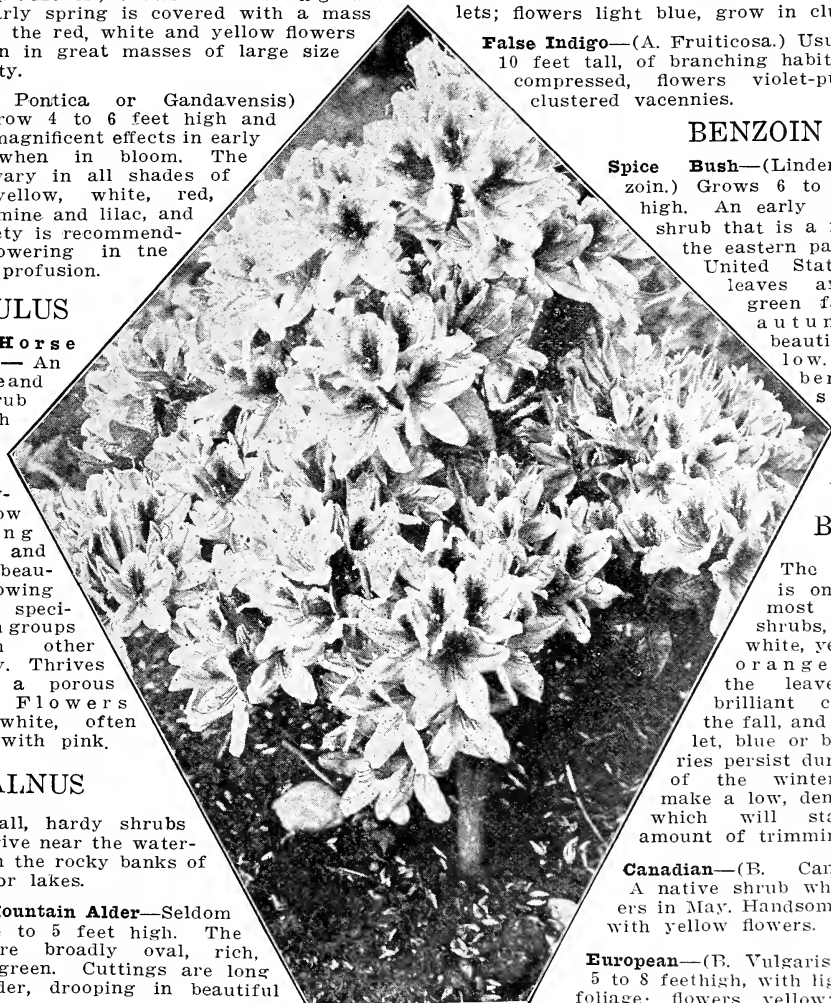 rly spring is covered with a mass
the red, white and yellow flowers
n in great masses of large size
ty.
Pontica or Gandavensis)
row 4 to 6 feet high and
magnificent effects in early
when in bloom. The
vary in all shades of
yellow, white, red,
mine and lilac, and
ety is recommend-
owering in tne
profusion.
ULUS
Horse
— An
e and
rub
h
r-
ow
ng
and
beau-
owing
speci-
groups
other
y. Thrives
a porous
Flowers
white, often
with pink.
ALNUS
all, hardy shrubs
rive near the water-
n the rocky banks of
or lakes.
ountain Alder—Seldom
to 5 feet high. The
re broadly oval, rich,
green. Cuttings are long
der, drooping in beautiful
lets; flowers light blue, grow in clu
False Indigo—(A. Fruiticosa.) Usu
10 feet tall, of branching habit
compressed, flowers violet-pu
clustered vacennies.
BENZOIN
Spice Bush—(Linder
zoin.) Grows 6 to
high. An early
shrub that is a
the eastern pa
United Stat
leaves a
green f
autun
beauti
low.
ber
s
B
The
is on
most
shrubs,
white, ye
orange
the leave
brilliant c
the fall, and
let, blue or b
ries persist dur
of the winter
make a low, den
which will sta
amount of trimmin
Canadian—(B. Can
A native shrub wh
ers in May. Handsom
with yellow flowers.
European—(B. Vulgaris
5 to 8 feethigh, with lig
foliage; flowers yellow